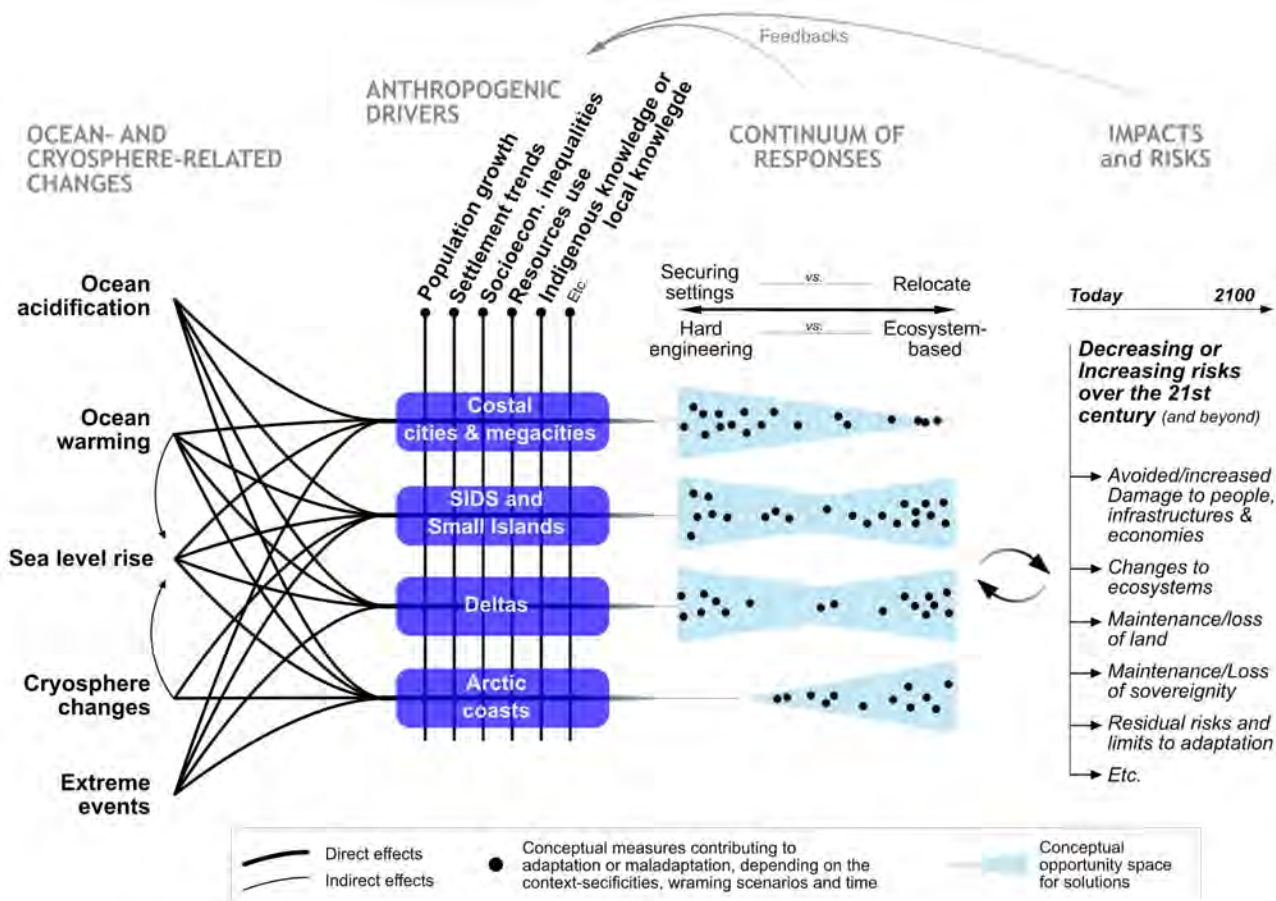 Feedbacks
ANTHROPOGENIC
DRIVERS
OCEAN- AND
CRYOSPHERE-RELATED
CHANGES
CONTINUUM OF
RESPONSES
IMPACTS
and RISKS
Population growth
Settlement trends
Socioecon. inequalities
Resources use
Indigenous knowledge or
local knowlegde
Etc.
Ocean
acidification
Ocean
warming
Sea level rise
Cryosphere
changes
Extreme
events
Costal
cities & megacities
SIDS and
Small Islands
Deltas
Arctic
coasts
Securing
settings
vs.
Relocate
Hard
engineering
vs.
Ecosystem-
based
Today
2100
Decreasing or
Increasing risks
over the 21st
century (and beyond)
Avoided/increased
Damage to people,
infrastructures &
economies
Changes to
ecosystems
Maintenance/loss
of land
Maintenance/Loss
of sovereignity
Residual risks and
limits to adaptation
Etc.
Direct effects
Indirect effects
Conceptual measures contributing to
adaptation or maladaptation, depending on the
context-secificities, wraming scenarios and time
Conceptual
opportunity space
for solutions